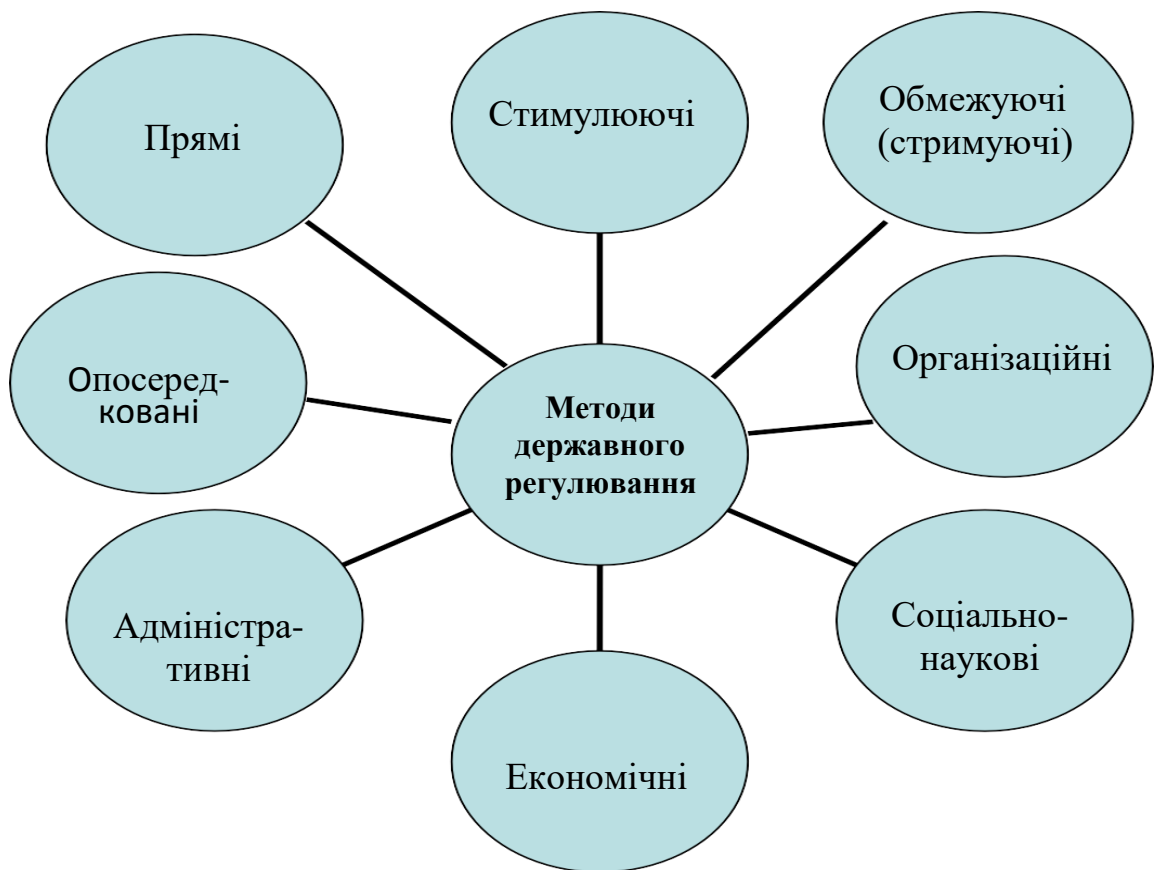 Прямі
Стимулюючі
Обмежуючі
(стримуючі)
Опосеред-
ковані
Методи
державного
регулювання
Організаційні
Адміністра-
тивні
Економічні
Соціально-
наукові